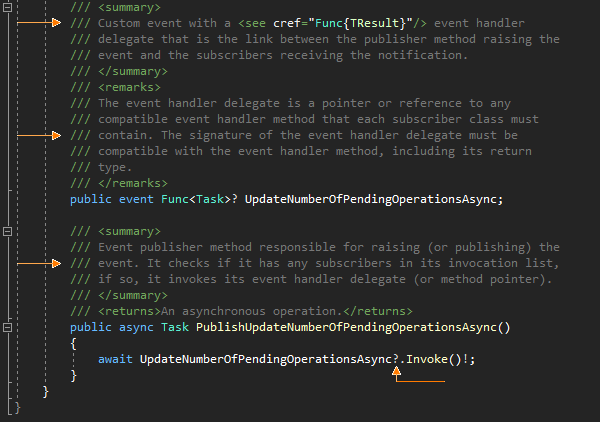 /// <summary>
/// Custom event with a <see cref="Func{TResult}"/> event handler
/// delegate that is the link between the publisher method raising the
/// event and the subscribers receiving the notification.
/// </summary>
/// <remarks>
/// The event handler delegate is a pointer or reference to any
/// compatible event handler method that each subscriber class must
/// contain. The signature of the event handler delegate must be
/// compatible with the event handler method, including its return
/// type.
/// </remarks>
public event Func<Task>? UpdateNumberOfPendingOperationsAsync;
/// <summary>
/// Event publisher method responsible for raising (or publishing) the
/// event. It checks if it has any subscribers in its invocation list,
/// if so, it invokes its event handler delegate (or method pointer).
/// </summary>
/// <returns>An asynchronous operation.</returns>
public async Task PublishUpdateNumberOfPendingOperationsAsync()
{
await UpdateNumberOfPendingOperationsAsync?.Invoke()!;
}
}
}